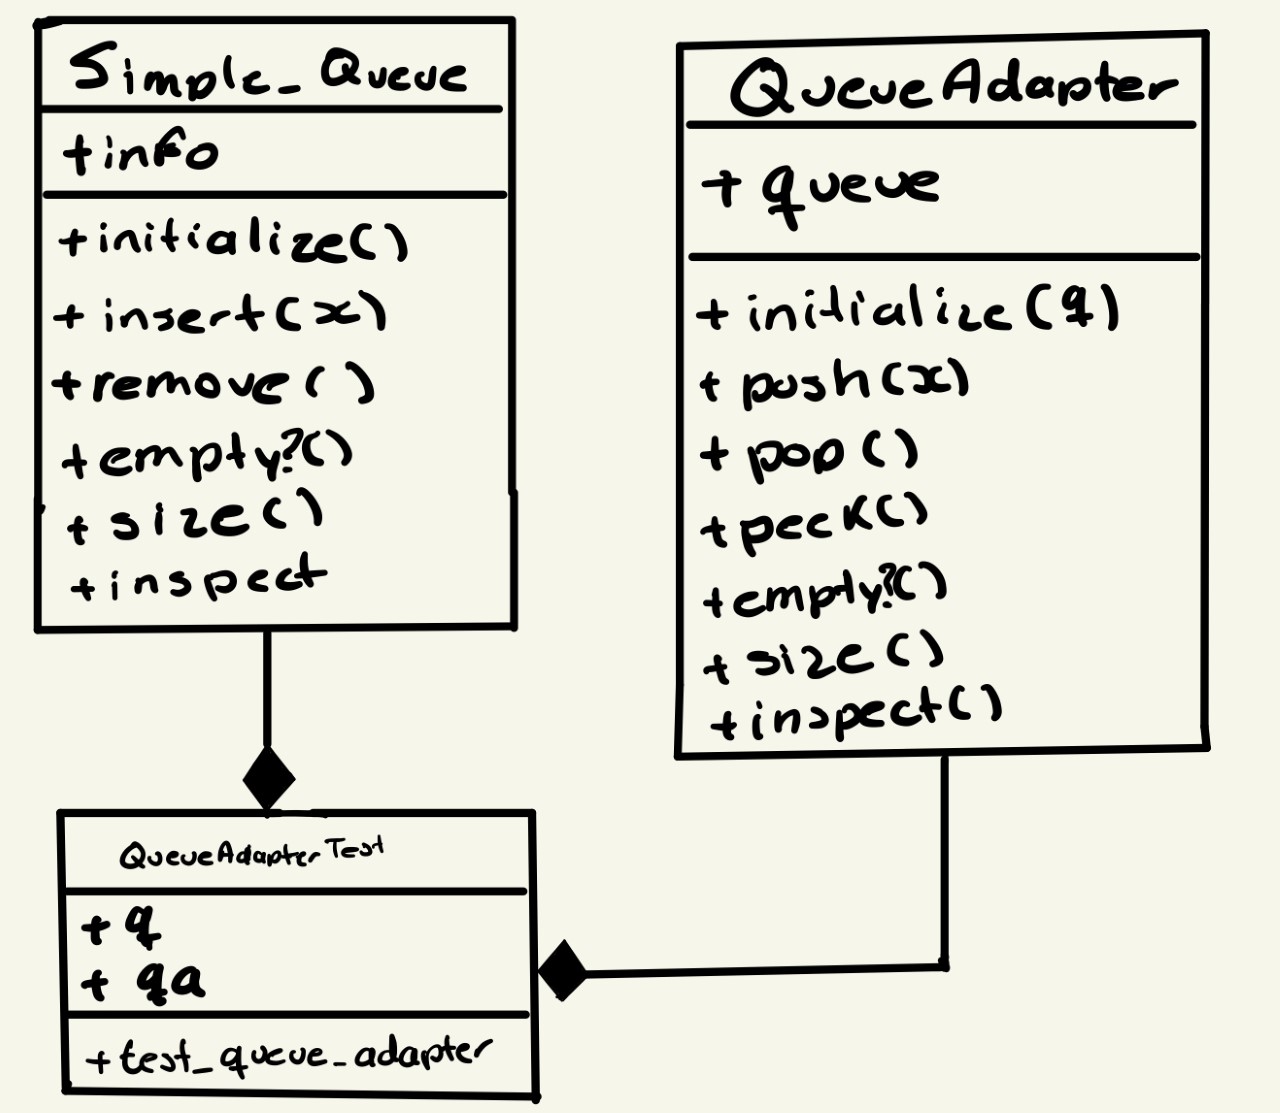 Simple_Queue
+info
+initialize()
+insert(x)
+remove()
+empty?()
+size()
+inspect
QueueAdapter
+ queue
+ initialize(q)
+ push(x)
+ pop()
+ peek()
+ empty?()
+ size()
+ inspect()
QueueAdapterTest
+ q
+ qa
+ test_queue_adapter